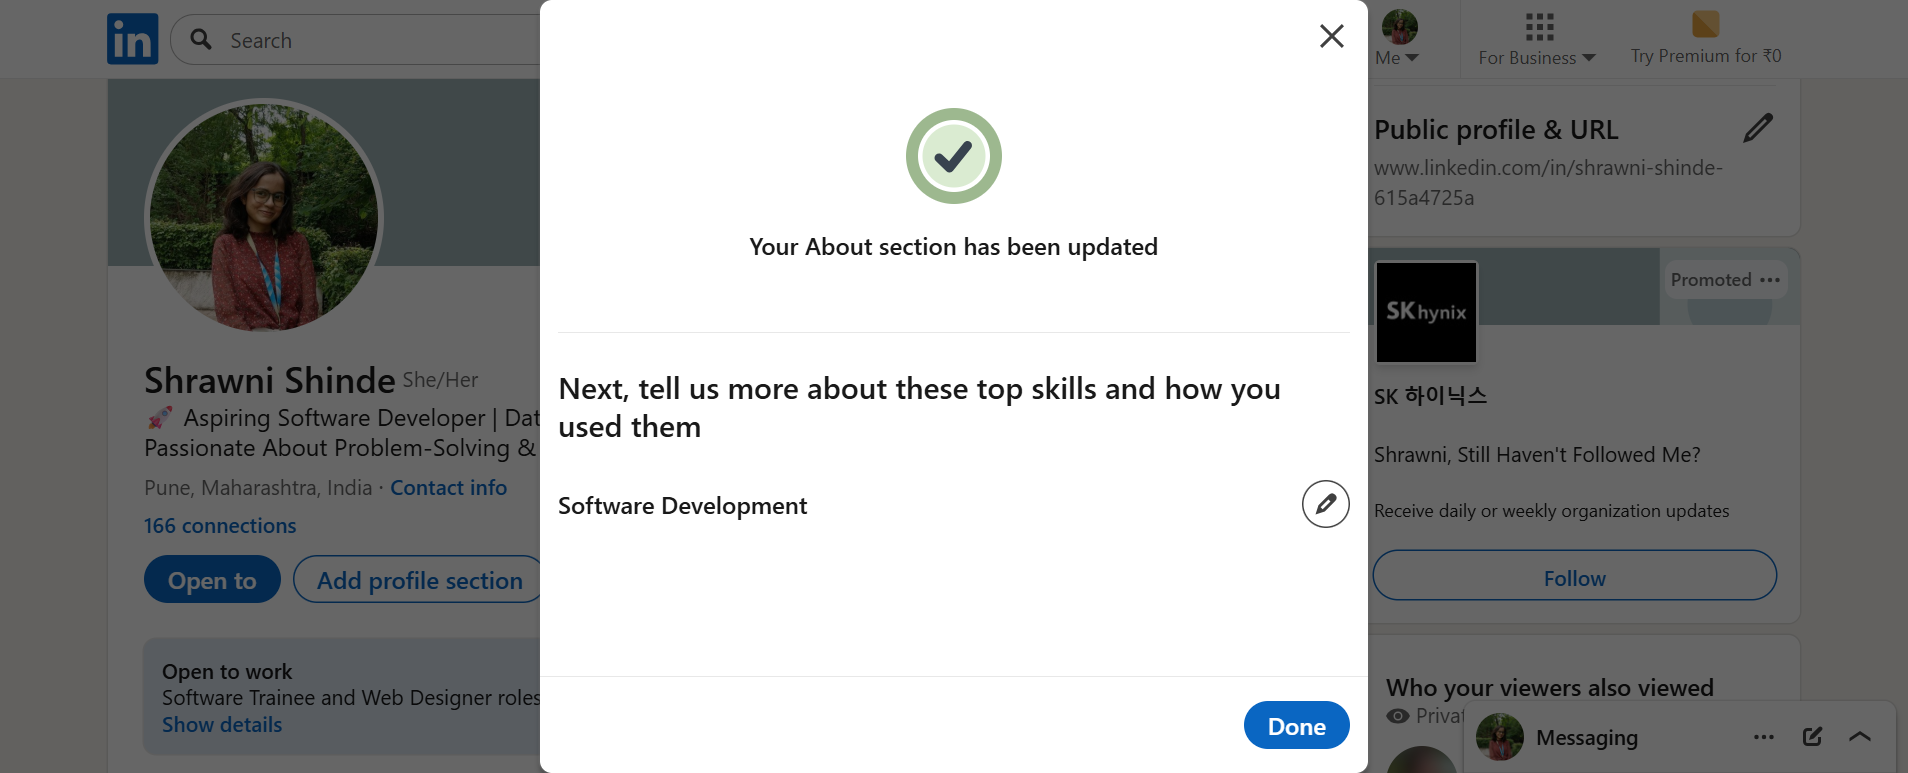 in
Search
Me
For Business
Try Premium for ₹0
Shrawni Shinde She/Her
🚀 Aspiring Software Developer | Dat
Passionate About Problem-Solving &
Pune, Maharashtra, India · Contact info
166 connections
Open to
Add profile section
Open to work
Software Trainee and Web Designer roles
Show details
Your About section has been updated
Next, tell us more about these top skills and how you
used them
Software Development
Done
Public profile & URL
www.linkedin.com/in/shrawni-shinde-
615a4725a
Promoted
SK hynix
SK 하이닉스
Shrawni, Still Haven't Followed Me?
Receive daily or weekly organization updates
Follow
Who your viewers also viewed
Privat
Messaging